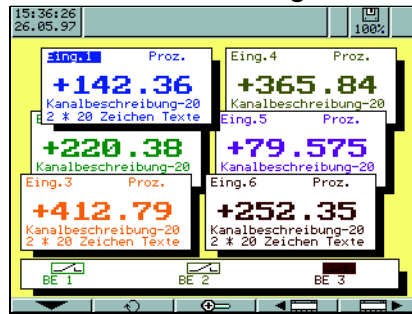 15:36:26
26.05.97
100%
Eing.1 Proz.
+142.36
Kanalbeschreibung-20
2 * 20 Zeichen Texte
Eing.4 Proz.
+365.84
Kanalbeschreibung-20
+220.38
Kanalbeschreibung-20
Eing.5 Proz.
+79.575
Kanalbeschreibung-20
Eing.3 Proz.
+412.79
Kanalbeschreibung-20
2 * 20 Zeichen Texte
Eing.6 Proz.
+252.35
Kanalbeschreibung-20
2 * 20 Zeichen Texte
BE 1 BE 2 BE 3